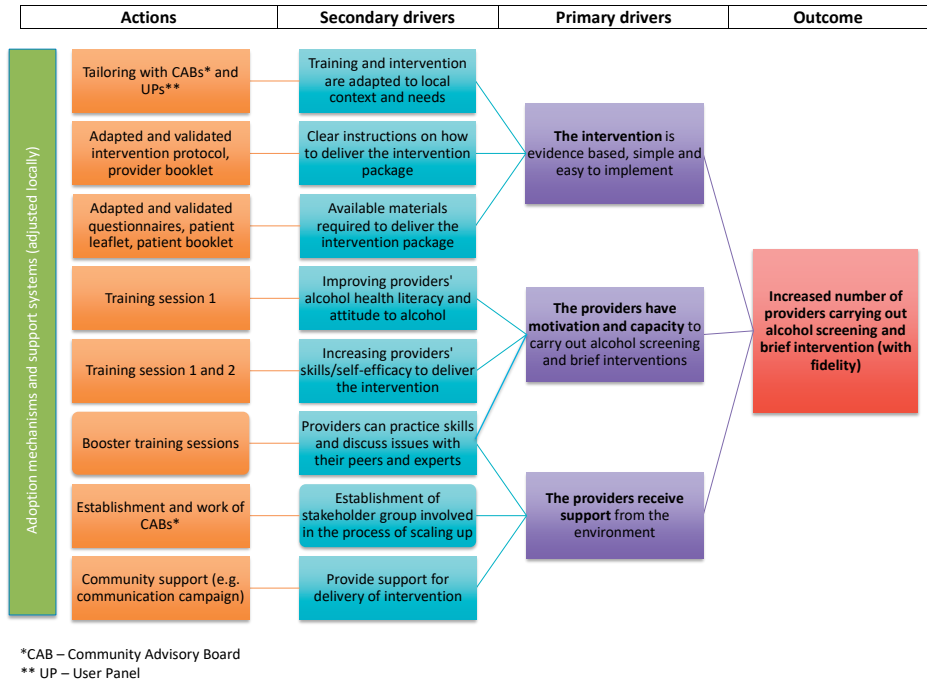 Actions
Secondary drivers
Primary drivers
Outcome
Adoption mechanisms and support systems (adjusted locally)
Tailoring with CABs* and
UPs**
Training and intervention
are adapted to local
context and needs
Adapted and validated
intervention protocol,
provider booklet
Clear instructions on how
to deliver the intervention
package
Adapted and validated
questionnaires, patient
leaflet, patient booklet
Available materials
required to deliver the
intervention package
Training session 1
Improving providers'
alcohol health literacy and
attitude to alcohol
Training session 1 and 2
Increasing providers'
skills/self-efficacy to deliver
the intervention
Booster training sessions
Providers can practice skills
and discuss issues with
their peers and experts
Establishment and work of
CABs*
Establishment of
stakeholder group involved
in the process of scaling up
Community support (e.g.
communication campaign)
Provide support for
delivery of intervention
The intervention is
evidence based, simple and
easy to implement
The providers have
motivation and capacity to
carry out alcohol screening
and brief interventions
The providers receive
support from the
environment
Increased number of
providers carrying out
alcohol screening and
brief intervention (with
fidelity)
*CAB – Community Advisory Board
** UP – User Panel